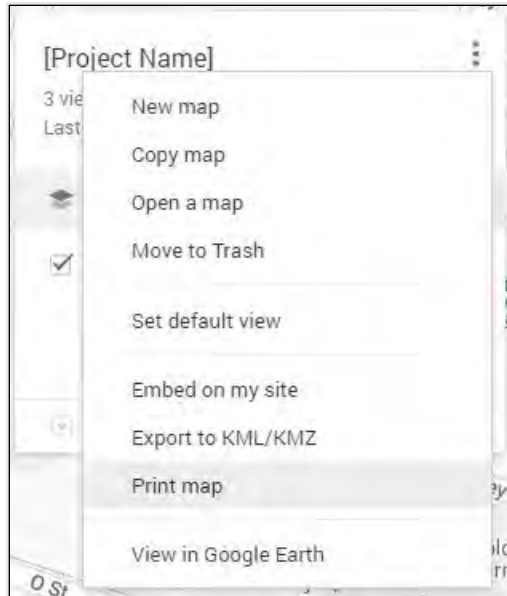 [Project Name]
3 vie
Last
New map
Copy map
Open a map
Move to Trash
Set default view
Embed on my site
Export to KML/KMZ
Print map
View in Google Earth
O St